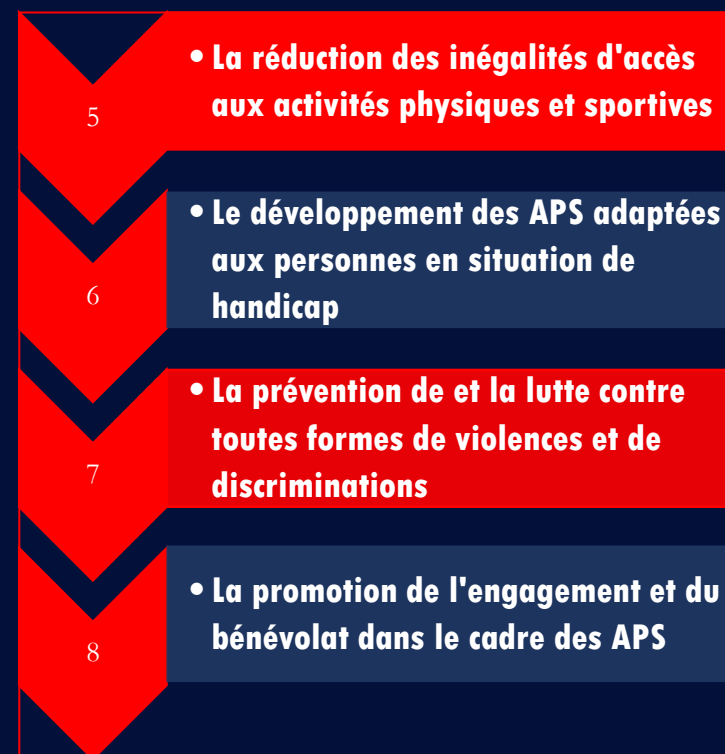 5
• La réduction des inégalités d'accès
aux activités physiques et sportives
6
• Le développement des APS adaptées
aux personnes en situation de
handicap
7
• La prévention de et la lutte contre
toutes formes de violences et de
discriminations
8
• La promotion de l'engagement et du
bénévolat dans le cadre des APS